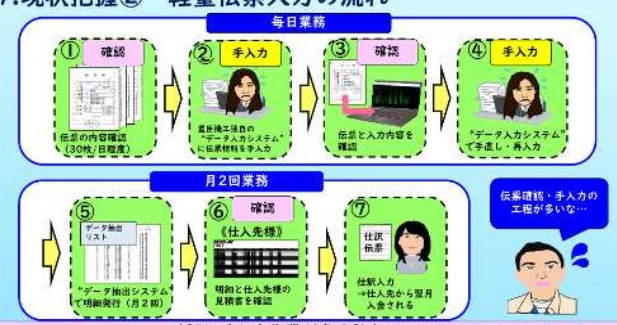 7.現状把握② 軽量伝票入力の流れ
毎日業務
① 確認
伝票の内容確認
(30枚/日程度)
② 手入力
独自の
"データ入力システム"
に伝票情報を手入力
③ 確認
伝票と入力内容を
確認
④ 手入力
"データ入力システム"
で手直し・再入力
月2回業務
⑤
データ抽出
リスト
"データ抽出システム"
で明細発行(月2回)
⑥ 確認
《仕入先様》
明細と仕入先様の
見積書を確認
⑦
仕訳
伝票
仕訳入力
→仕入先から翌月
入金される
伝票確認・手入力の
工程が多いな…